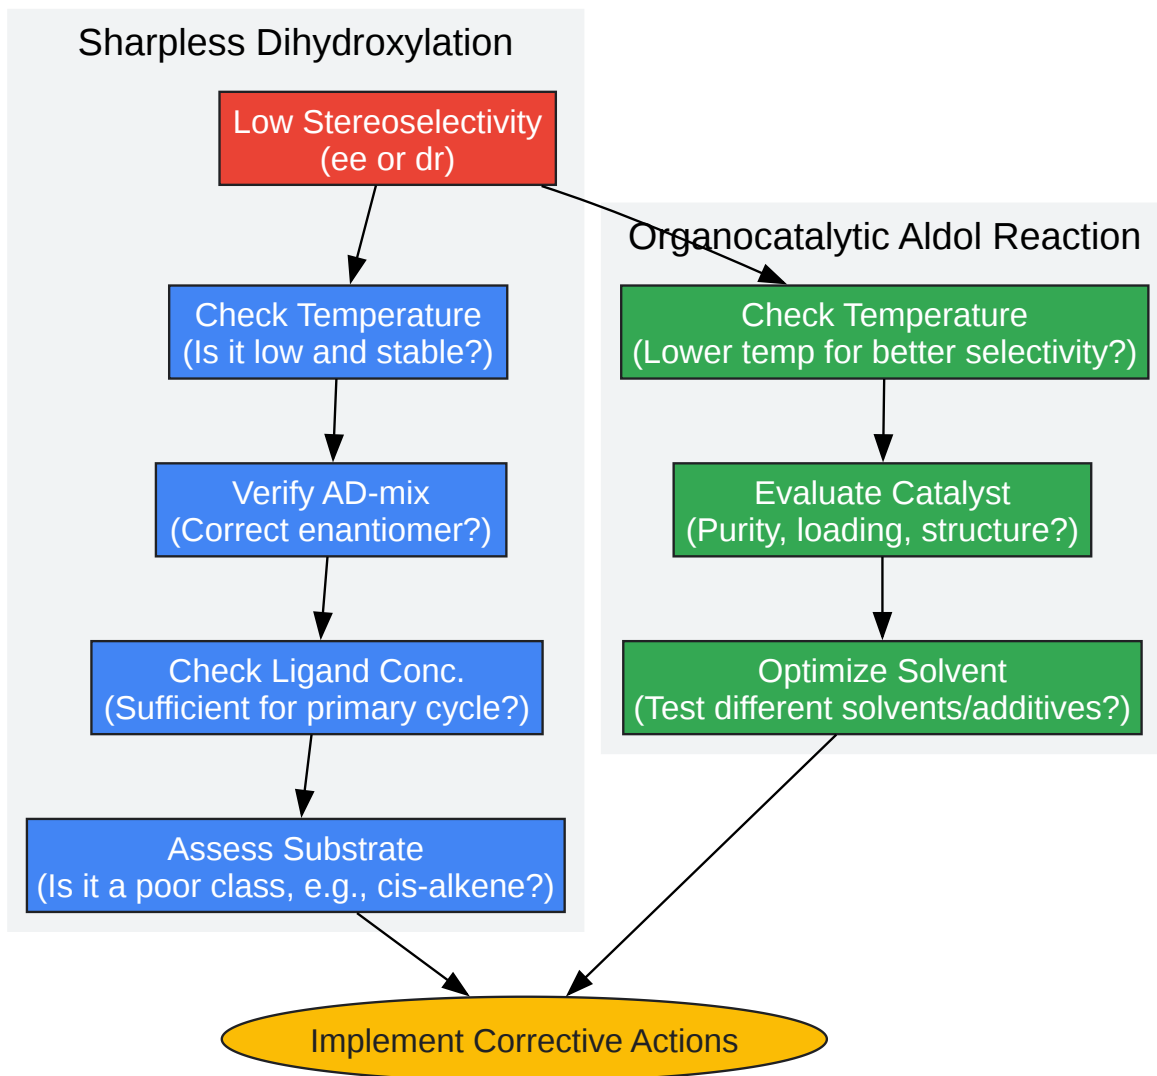 Sharpless Dihydroxylation
Low Stereoselectivity
(ee or dr)
Organocatalytic Aldol Reaction
Check Temperature
(Is it low and stable?)
Check Temperature
(Lower temp for better selectivity?)
Verify AD-mix
(Correct enantiomer?)
Evaluate Catalyst
(Purity, loading, structure?)
Check Ligand Conc.
(Sufficient for primary cycle?)
Optimize Solvent
(Test different solvents/additives?)
Assess Substrate
(Is it a poor class, e.g., cis-alkene?)
Implement Corrective Actions